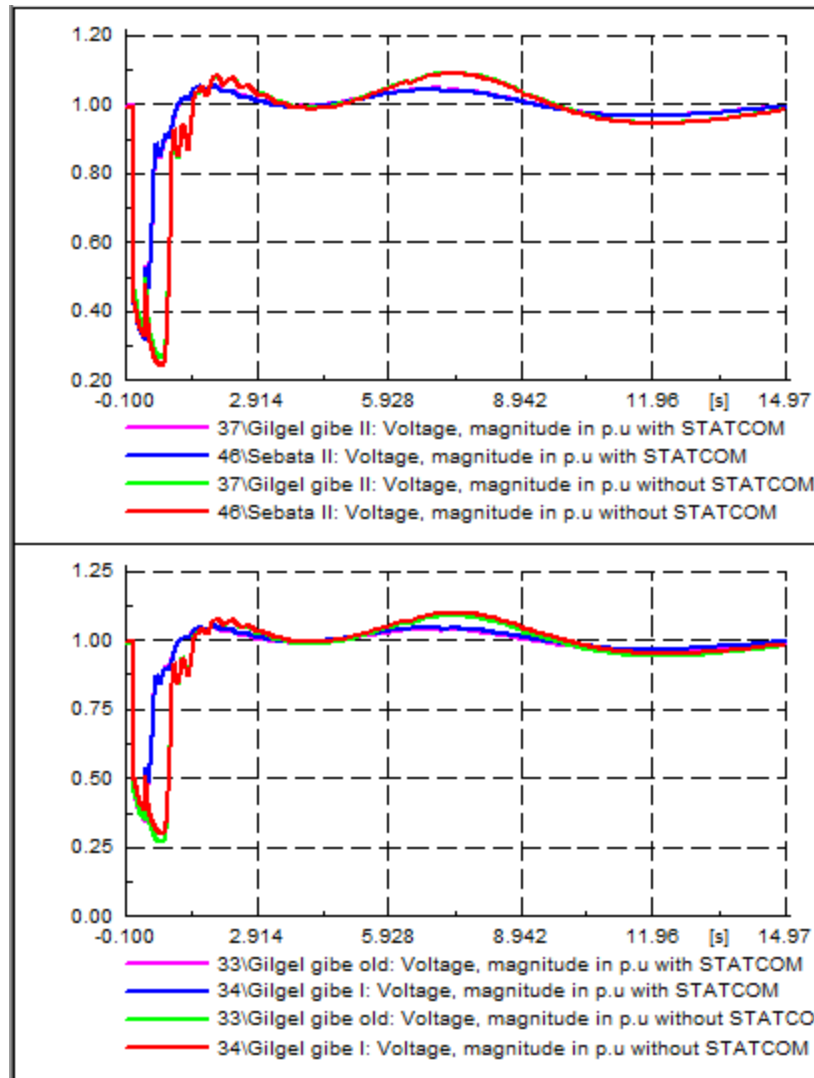 1.20
1.00
0.80
0.60
0.40
0.20
-0.100 2.914 5.928 8.942 11.96 [s] 14.97
37\Gilgel gibe II: Voltage, magnitude in p.u with STATCOM
46\Sebata II: Voltage, magnitude in p.u with STATCOM
37\Gilgel gibe II: Voltage, magnitude in p.u without STATCOM
46\Sebata II: Voltage, magnitude in p.u without STATCOM
1.25
1.00
0.75
0.50
0.25
0.00
-0.100 2.914 5.928 8.942 11.96 [s] 14.97
33\Gilgel gibe old: Voltage, magnitude in p.u with STATCOM
34\Gilgel gibe I: Voltage, magnitude in p.u with STATCOM
33\Gilgel gibe old: Voltage, magnitude in p.u without STATCO
34\Gilgel gibe I: Voltage, magnitude in p.u without STATCOM